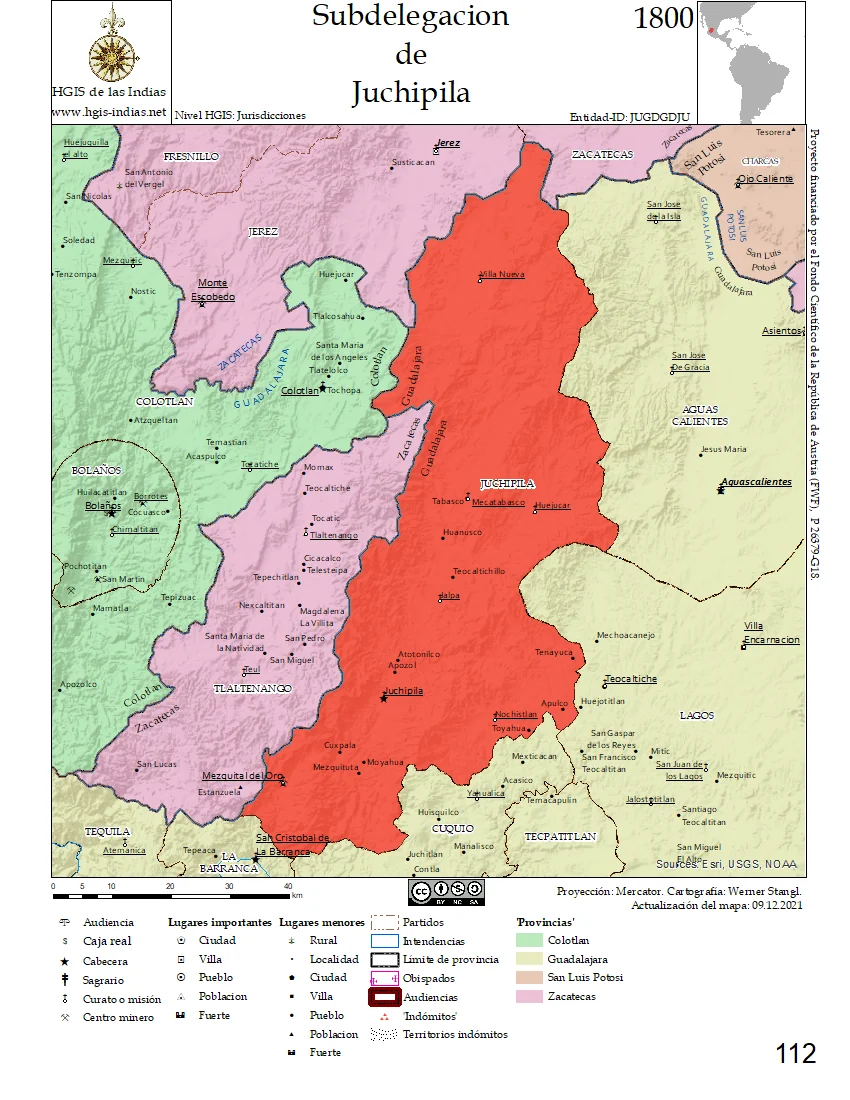 Subdelegacion
de
Juchipila
1800
HGIS de las Indias
www.hgis-indias.net
Nivel HGIS: Jurisdicciones
Entidad-ID: JUGDGDJU
Huejuquilla
el alto
FRESNILLO
Jerez
ZACATECAS
Zacatecas
San Luis
Potosi
Tesorera
CHARCAS
San Antonio
del Vergel
Susticacan
Ojo Caliente
San Nicolas
San Jose
de la Isla
GUADALAJARA
SAN LUIS
POTOSI
JEREZ
Soledad
Mezquitic
San Luis
Potosi
Guadalajara
Tenzompa
Nostic
Monte
Escobedo
Huejucar
Villa Nueva
Tlalcosahua
Asientos
ZACATECAS
GUADALAJARA
Santa Maria
de los Angeles
Tlatelolco
Colotlan
Tochopa
Colotlan
Guadalajara
San Jose
De Gracia
COLOTLAN
Atzqueltan
Zacatecas
Guadalajara
AGUAS
CALIENTES
Temastian
Acaspulco
Totatiche
Momax
Jesus Maria
BOLAÑOS
Teocaltiche
JUCHIPILA
Aguascalientes
Huilacatitlan
Borrotes
Bolaños
Cocuasco
Tabasco
Mecatabasco
Huejucar
Chimaltitan
Tocatic
Tlaltenango
Huanusco
Cicacalco
Telesteipa
Pochotitan
San Martin
Tepechitlan
Teocaltichillo
Mamatla
Tepizuac
Nexcaltitan
Magdalena
La Villita
Jalpa
Santa Maria de
la Natividad
San Pedro
San Miguel
Mechoacanejo
Villa
Encarnacion
Teul
Atotonilco
Apozol
Tenayuca
Apozolco
Colotlan
TLALTENANGO
Juchipila
Teocaltiche
Zacatecas
Apulco
Huejotitlan
LAGOS
Nochistlan
Toyahua
San Gaspar
de los Reyes
Cuxpala
Mezquituta
Moyahua
Mexticacan
San Francisco
Teocaltitan
Mitic
San Juan de
los Lagos
Mezquitic
San Lucas
Mezquital del Oro
Estanzuela
Acasico
Yahualica
Temacapulin
Jalostotitlan
Santiago
Teocaltitan
Huisquilco
TEQUILA
Atemanica
San Cristobal de
La Barranca
CUQUIO
TECPATITLAN
Tepeaca
LA
BARRANCA
Manalisco
Juchitlan
Contla
San Miguel
El Alto
Sources: Esri, USGS, NOAA
Proyecto financiado por el Fondo Científico de la República de Austria (FWF), P 26379-G18.
0 5 10 20 30 40
km
cc
BY NC SA
Proyección: Mercator. Cartografía: Werner Stangl.
Actualización del mapa: 09.12.2021
Audiencia
Caja real
Cabecera
Sagrario
Curato o misión
Centro minero
Lugares importantes
Ciudad
Villa
Pueblo
Poblacion
Fuerte
Lugares menores
Rural
Localidad
Ciudad
Villa
Pueblo
Poblacion
Fuerte
Partidos
Intendencias
Límite de provincia
Obispados
Audiencias
'Indómitos'
Territorios indómitos
'Provincias'
Colotlan
Guadalajara
San Luis Potosi
Zacatecas
112